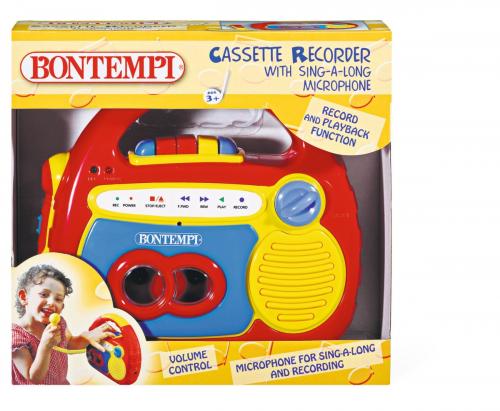 BONTEMPI®
CASSETTE RECORDER
WITH SING-A-LONG
MICROPHONE
AGE
3+
RECORD
AND PLAYBACK
FUNCTION
REC POWER STOP/EJECT F.FWD REW PLAY RECORD
BONTEMPI
VOLUME
CONTROL
MICROPHONE FOR SING-A-LONG
AND RECORDING